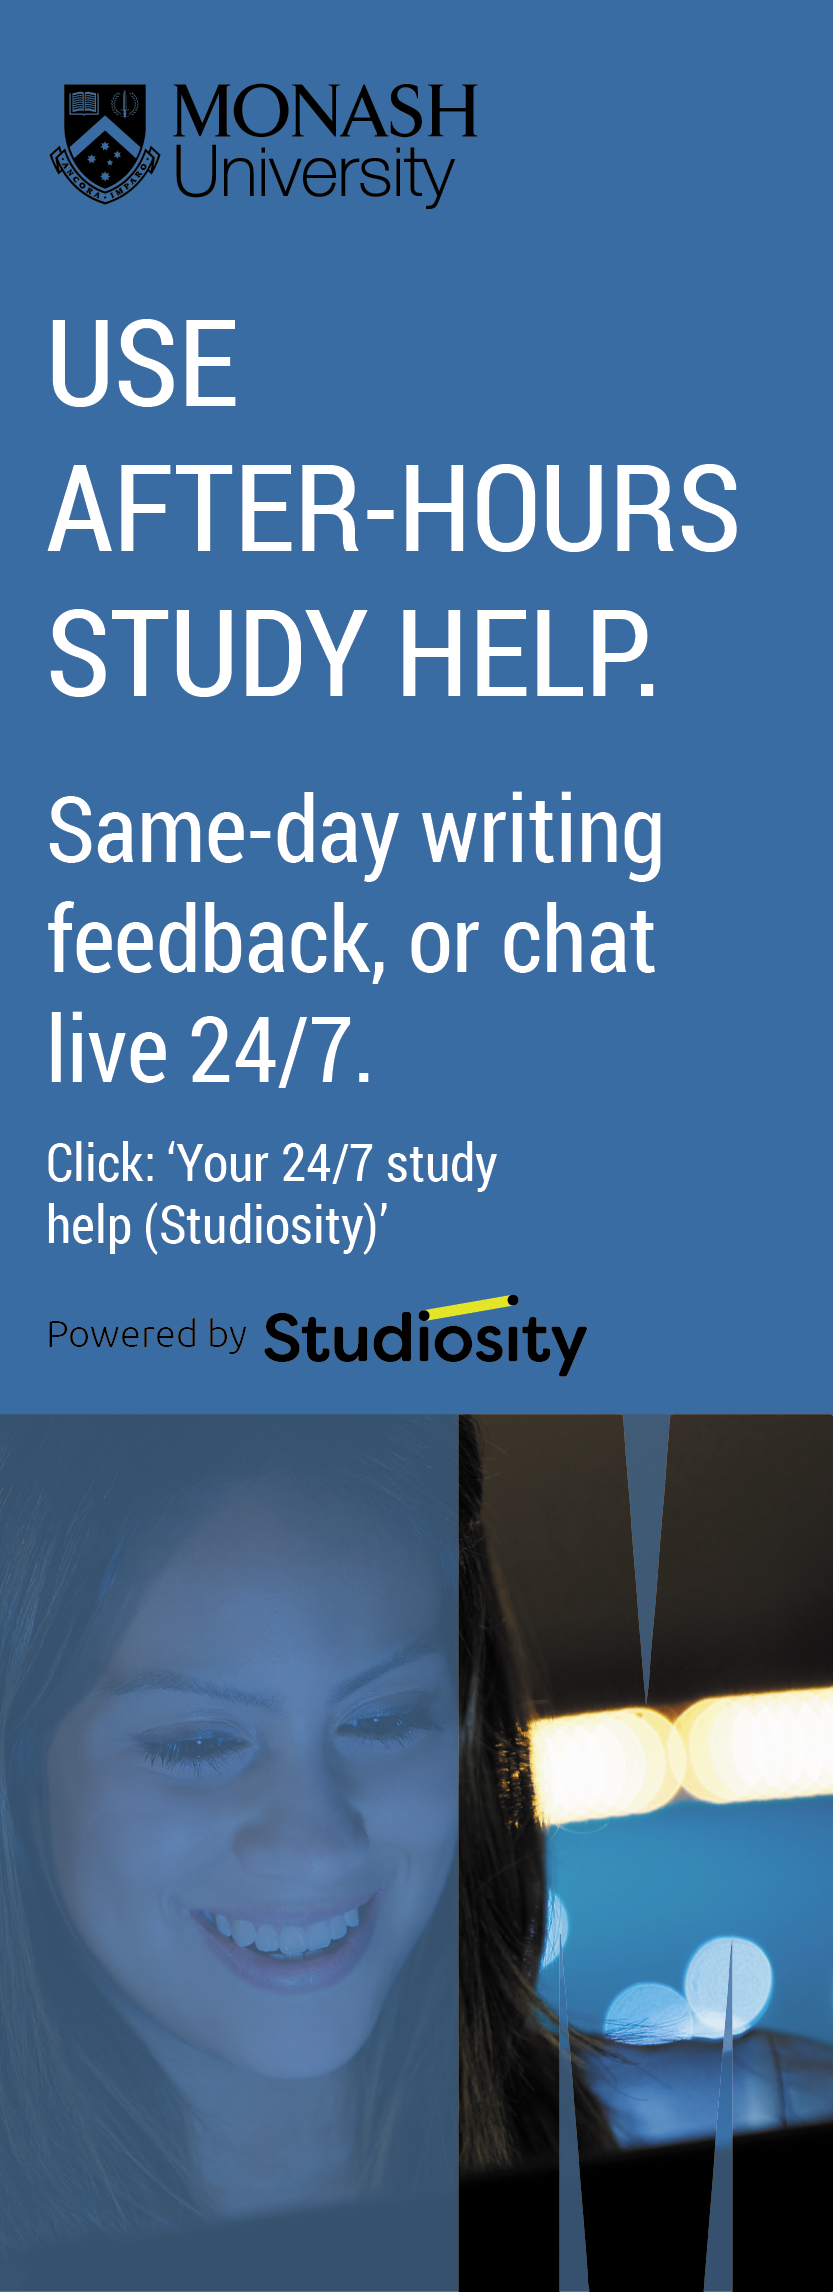 MONASH
University
ANCORA IMPARO
USE
AFTER-HOURS
STUDY HELP.
Same-day writing
feedback, or chat
live 24/7.
Click: ‘Your 24/7 study
help (Studiosity)’
Powered by Studiosity